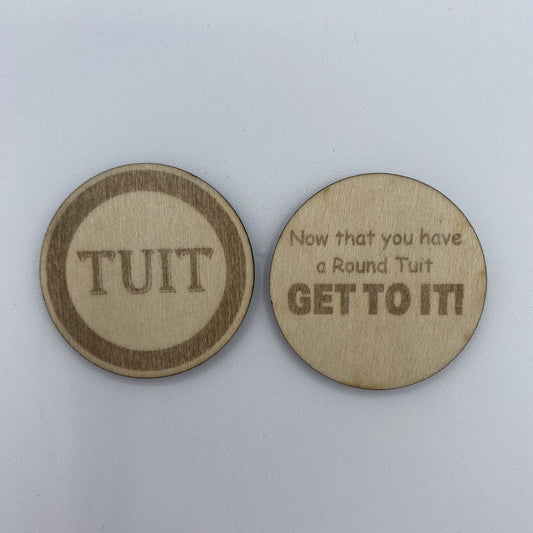 TUIT
Now that you have
a Round Tuit
GET TO IT!